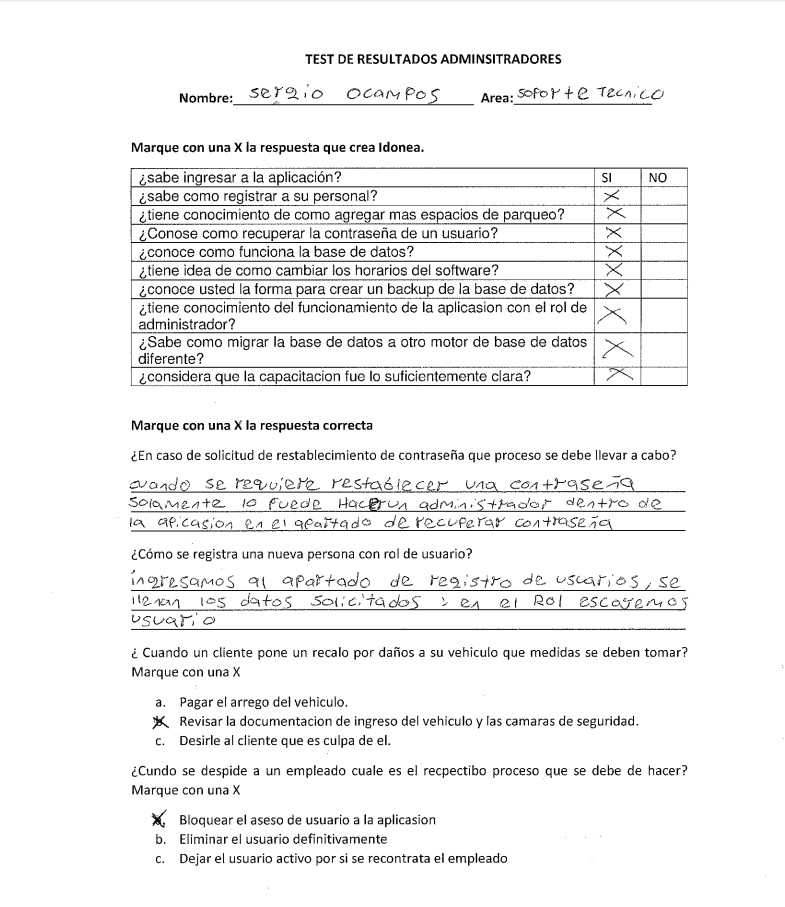 TEST DE RESULTADOS ADMINSITRADORES
Nombre: sergio ocampos Area: soporte Tecnico
Marque con una X la respuesta que crea Idonea.
¿sabe ingresar a la aplicación? SI NO
¿sabe como registrar a su personal? X
¿tiene conocimiento de como agregar mas espacios de parqueo? X
¿Conose como recuperar la contraseña de un usuario? X
¿conoce como funciona la base de datos? X
¿tiene idea de como cambiar los horarios del software? X
¿conoce usted la forma para crear un backup de la base de datos? X
¿tiene conocimiento del funcionamiento de la aplicasion con el rol de
administrador? X
¿Sabe como migrar la base de datos a otro motor de base de datos
diferente? X
¿considera que la capacitacion fue lo suficientemente clara? X
Marque con una X la respuesta correcta
¿En caso de solicitud de restablecimiento de contraseña que proceso se debe llevar a cabo?
cuando se requiere restablecer una contraseña
solamente lo puede Hacer un administrador dentro de
la aplicasion en el apartado de recuperar contraseña
¿Cómo se registra una nueva persona con rol de usuario?
ingresamos al apartado de registro de usuarios, se
llenan los datos solicitados y en el Rol escogemos
usuario
¿ Cuando un cliente pone un recalo por daños a su vehiculo que medidas se deben tomar?
Marque con una X
a. Pagar el arrego del vehiculo.
X Revisar la documentacion de ingreso del vehiculo y las camaras de seguridad.
c. Desirle al cliente que es culpa de el.
¿Cundo se despide a un empleado cuale es el recpectibo proceso que se debe de hacer?
Marque con una X
X Bloquear el aseso de usuario a la aplicasion
b. Eliminar el usuario definitivamente
c. Dejar el usuario activo por si se recontrata el empleado